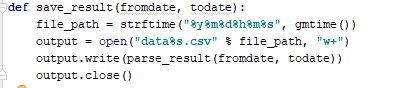 def save_result(fromdate, todate):
    file_path = strftime("%y%m%d%h%m%s", gmtime())
    output = open("data%s.csv" % file_path, "w+")
    output.write(parse_result(fromdate, todate))
    output.close()